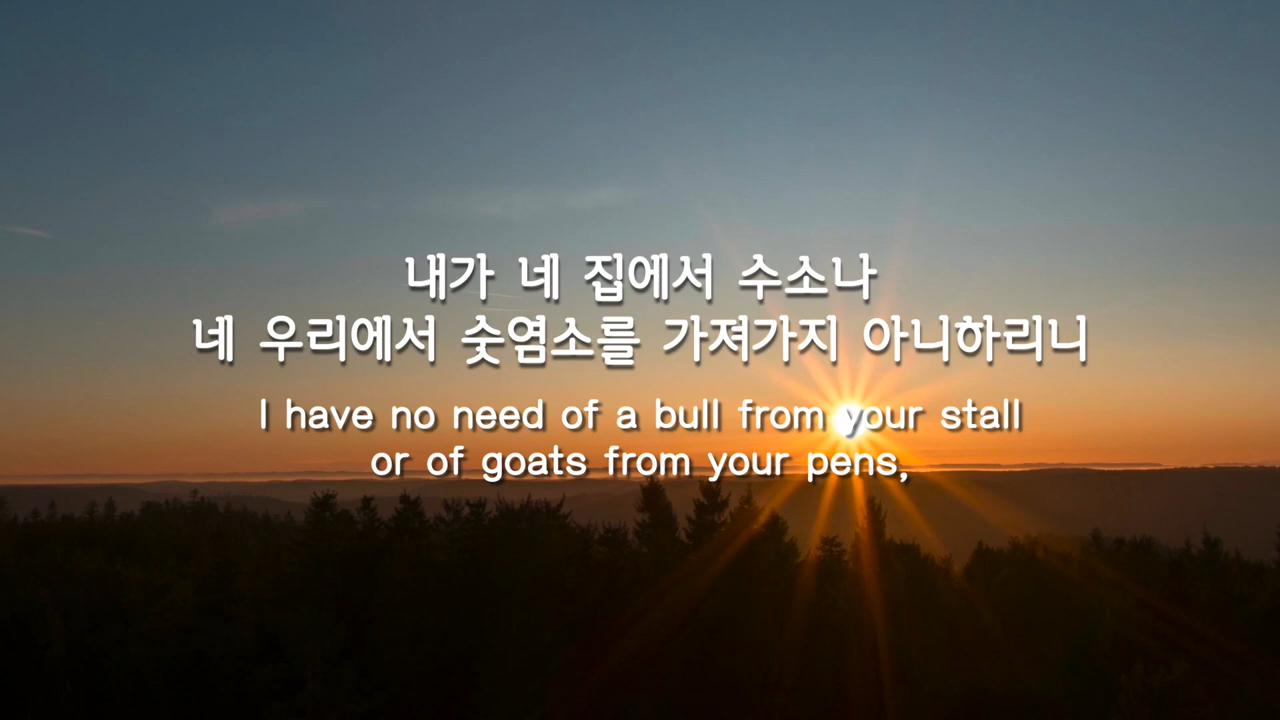 내가 네 집에서 수소나
네 우리에서 숫염소를 가져가지 아니하리니
I have no need of a bull from your stall
or of goats from your pens,